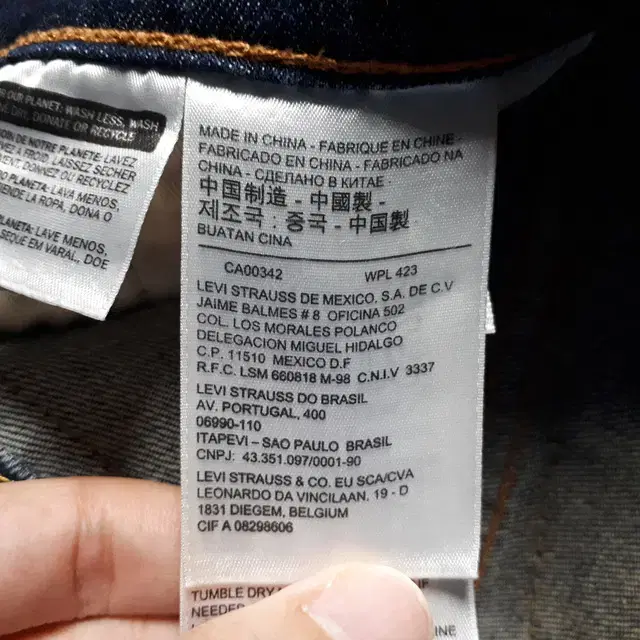 OUR PLANET: WASH LESS, WASH
DONATE OR RECYCLE
DE NOTRE PLANETE: LAVEZ
FROID, LAISSEZ SÉCHER
DONNEZ OU RECYCLEZ
PLANETA: LAVA MENOS,
LA ROPA, DONA O
PLANETA: LAVE MENOS,
SEQUE EM VARAL, DOE
MADE IN CHINA - FABRIQUE EN CHINE -
FABRICADO EN CHINA - FABRICADO NA
CHINA - СДЕЛАНО В КИТАЕ
中国制造 - 中國製 -
제조국 : 중국 - 中国製
BUATAN CINA
CA00342 WPL 423
LEVI STRAUSS DE MEXICO. S.A. DE C.V
JAIME BALMES # 8 OFICINA 502
COL. LOS MORALES POLANCO
DELEGACION MIGUEL HIDALGO
C.P. 11510 MEXICO D.F
R.F.C. LSM 660818 M-98 C.N.I.V 3337
LEVI STRAUSS DO BRASIL
AV. PORTUGAL, 400
06990-110
ITAPEVI – SAO PAULO BRASIL
CNPJ: 43.351.097/0001-90
LEVI STRAUSS & CO. EU SCA/CVA
LEONARDO DA VINCILAAN, 19 - D
1831 DIEGEM, BELGIUM
CIF A 08298606
TUMBLE DRY IF
NEEDED LINE